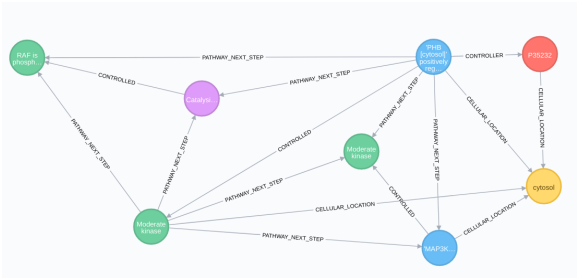 RAF is
phosph...
PATHWAY_NEXT_STEP
'PHB
[cytosol]'
positively
reg...
CONTROLLER
P35232
CONTROLLED
PATHWAY_NEXT_STEP
Catalysi...
PATHWAY_NEXT_STEP
CELLULAR_LOCATION
CELLULAR_LOCATION
PATHWAY_NEXT_STEP
CONTROLLED
PATHWAY_NEXT_STEP
Moderate
kinase
PATHWAY_NEXT_STEP
PATHWAY_NEXT_STEP
cytosol
CELLULAR_LOCATION
CONTROLLED
Moderate
kinase
CELLULAR_LOCATION
PATHWAY_NEXT_STEP
'MAP3K...